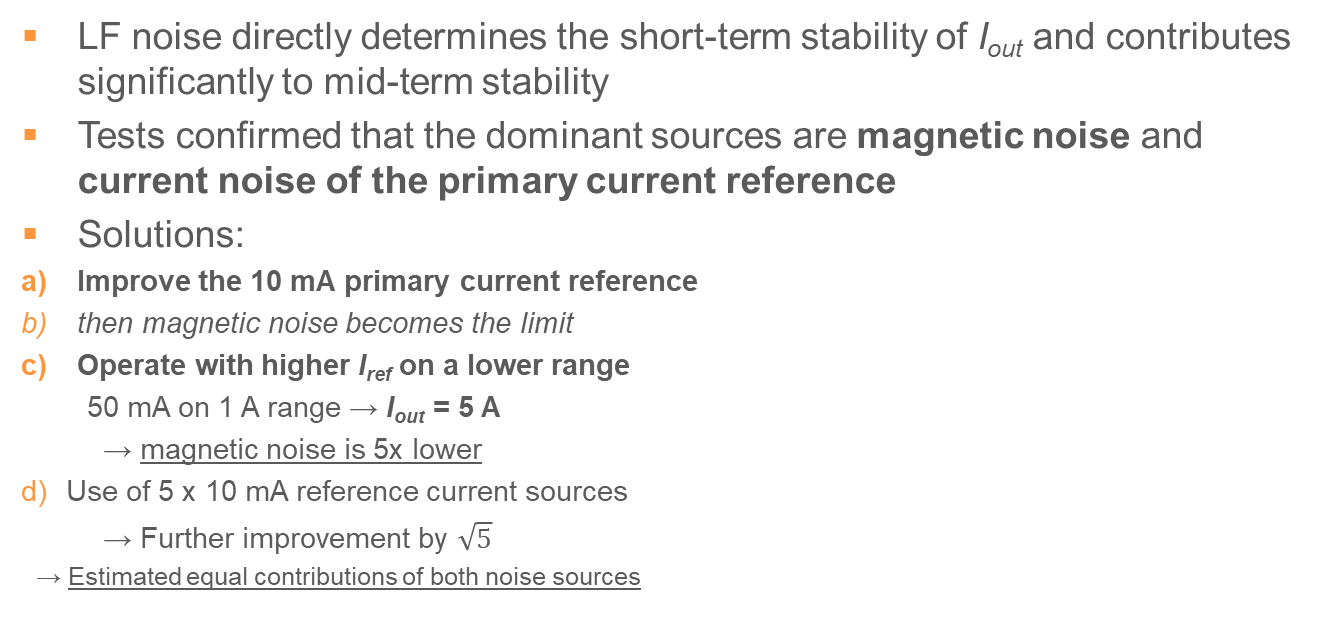 ▪ LF noise directly determines the short-term stability of Iout and contributes
significantly to mid-term stability
▪ Tests confirmed that the dominant sources are magnetic noise and
current noise of the primary current reference
▪ Solutions:
a) Improve the 10 mA primary current reference
b) then magnetic noise becomes the limit
c) Operate with higher Iref on a lower range
50 mA on 1 A range → Iout = 5 A
→ magnetic noise is 5x lower
d) Use of 5 x 10 mA reference current sources
→ Further improvement by √5
→ Estimated equal contributions of both noise sources